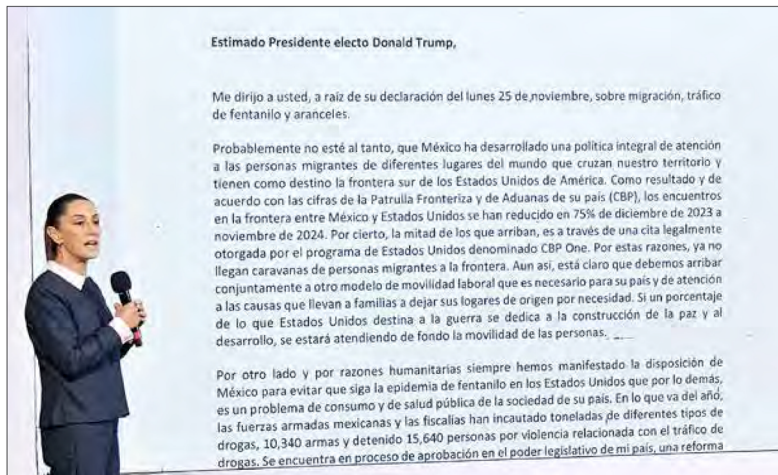 Estimado Presidente electo Donald Trump,
Me dirijo a usted, a raíz de su declaración del lunes 25 de noviembre, sobre migración, tráfico
de fentanilo y aranceles.
Probablemente no esté al tanto, que México ha desarrollado una política integral de atención
a las personas migrantes de diferentes lugares del mundo que cruzan nuestro territorio y
tienen como destino la frontera sur de los Estados Unidos de América. Como resultado y de
acuerdo con las cifras de la Patrulla Fronteriza y de Aduanas de su país (CBP), los encuentros
en la frontera entre México y Estados Unidos se han reducido en 75% de diciembre de 2023 a
noviembre de 2024. Por cierto, la mitad de los que arriban, es a través de una cita legalmente
otorgada por el programa de Estados Unidos denominado CBP One. Por estas razones, ya no
llegan caravanas de personas migrantes a la frontera. Aun así, está claro que debemos arribar
conjuntamente a otro modelo de movilidad laboral que es necesario para su país y de atención
a las causas que llevan a familias a dejar sus logares de origen por necesidad. Si un porcentaje
de lo que Estados Unidos destina a la guerra se dedica a la construcción de la paz y al
desarrollo, se estará atendiendo de fondo la movilidad de las personas.
Por otro lado y por razones humanitarias siempre hemos manifestado la disposición de
México para evitar que siga la epidemia de fentanilo en los Estados Unidos que por lo demás,
es un problema de consumo y de salud pública de la sociedad de su país. En lo que va del año,
las fuerzas armadas mexicanas y las fiscalías han incautado toneladas de diferentes tipos de
drogas, 10,340 armas y detenido 15,640 personas por violencia relacionada con el tráfico de
drogas. Se encuentra en proceso de aprobación en el poder legislativo de mi país, una reforma